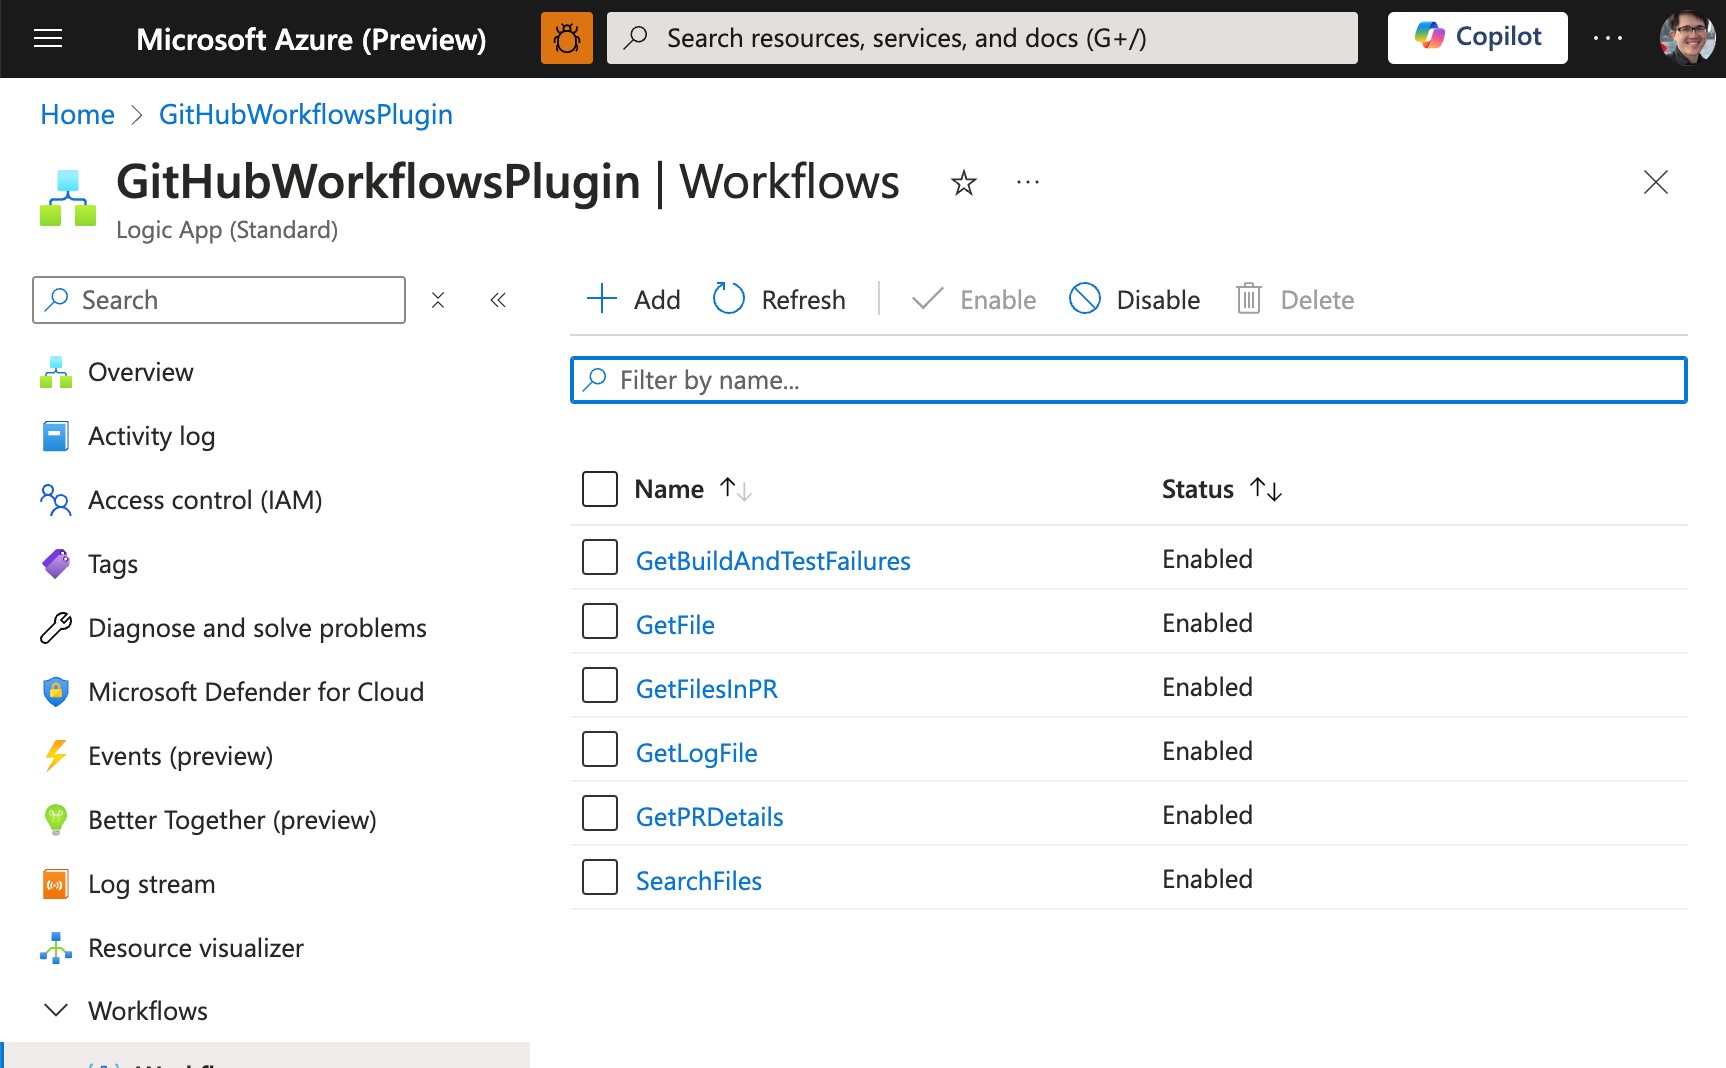 Microsoft Azure (Preview)
Search resources, services, and docs (G+/)
Copilot
Home > GitHubWorkflowsPlugin
GitHubWorkflowsPlugin | Workflows
Logic App (Standard)
Search
Add
Refresh
Enable
Disable
Delete
Filter by name...
Overview
Activity log
Access control (IAM)
Tags
Diagnose and solve problems
Microsoft Defender for Cloud
Events (preview)
Better Together (preview)
Log stream
Resource visualizer
Workflows
Name Status
GetBuildAndTestFailures Enabled
GetFile Enabled
GetFilesInPR Enabled
GetLogFile Enabled
GetPRDetails Enabled
SearchFiles Enabled